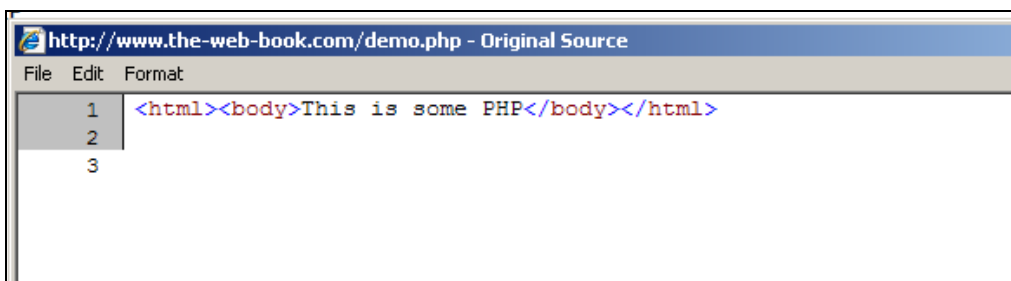 http://www.the-web-book.com/demo.php - Original Source
File Edit Format
1 <html><body>This is some PHP</body></html>
2
3